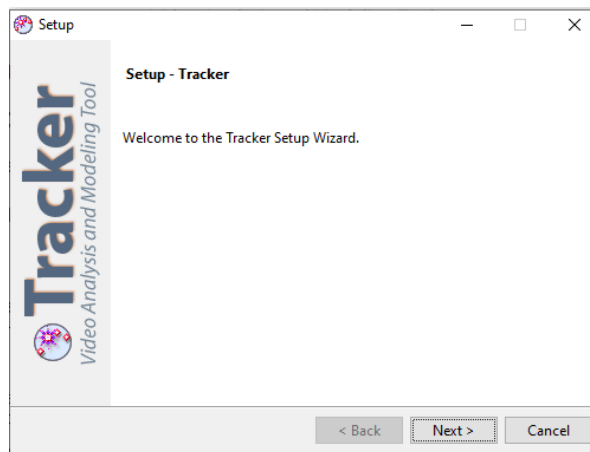 Setup
Tracker
Video Analysis and Modeling Tool
Setup - Tracker
Welcome to the Tracker Setup Wizard.
< Back
Next >
Cancel